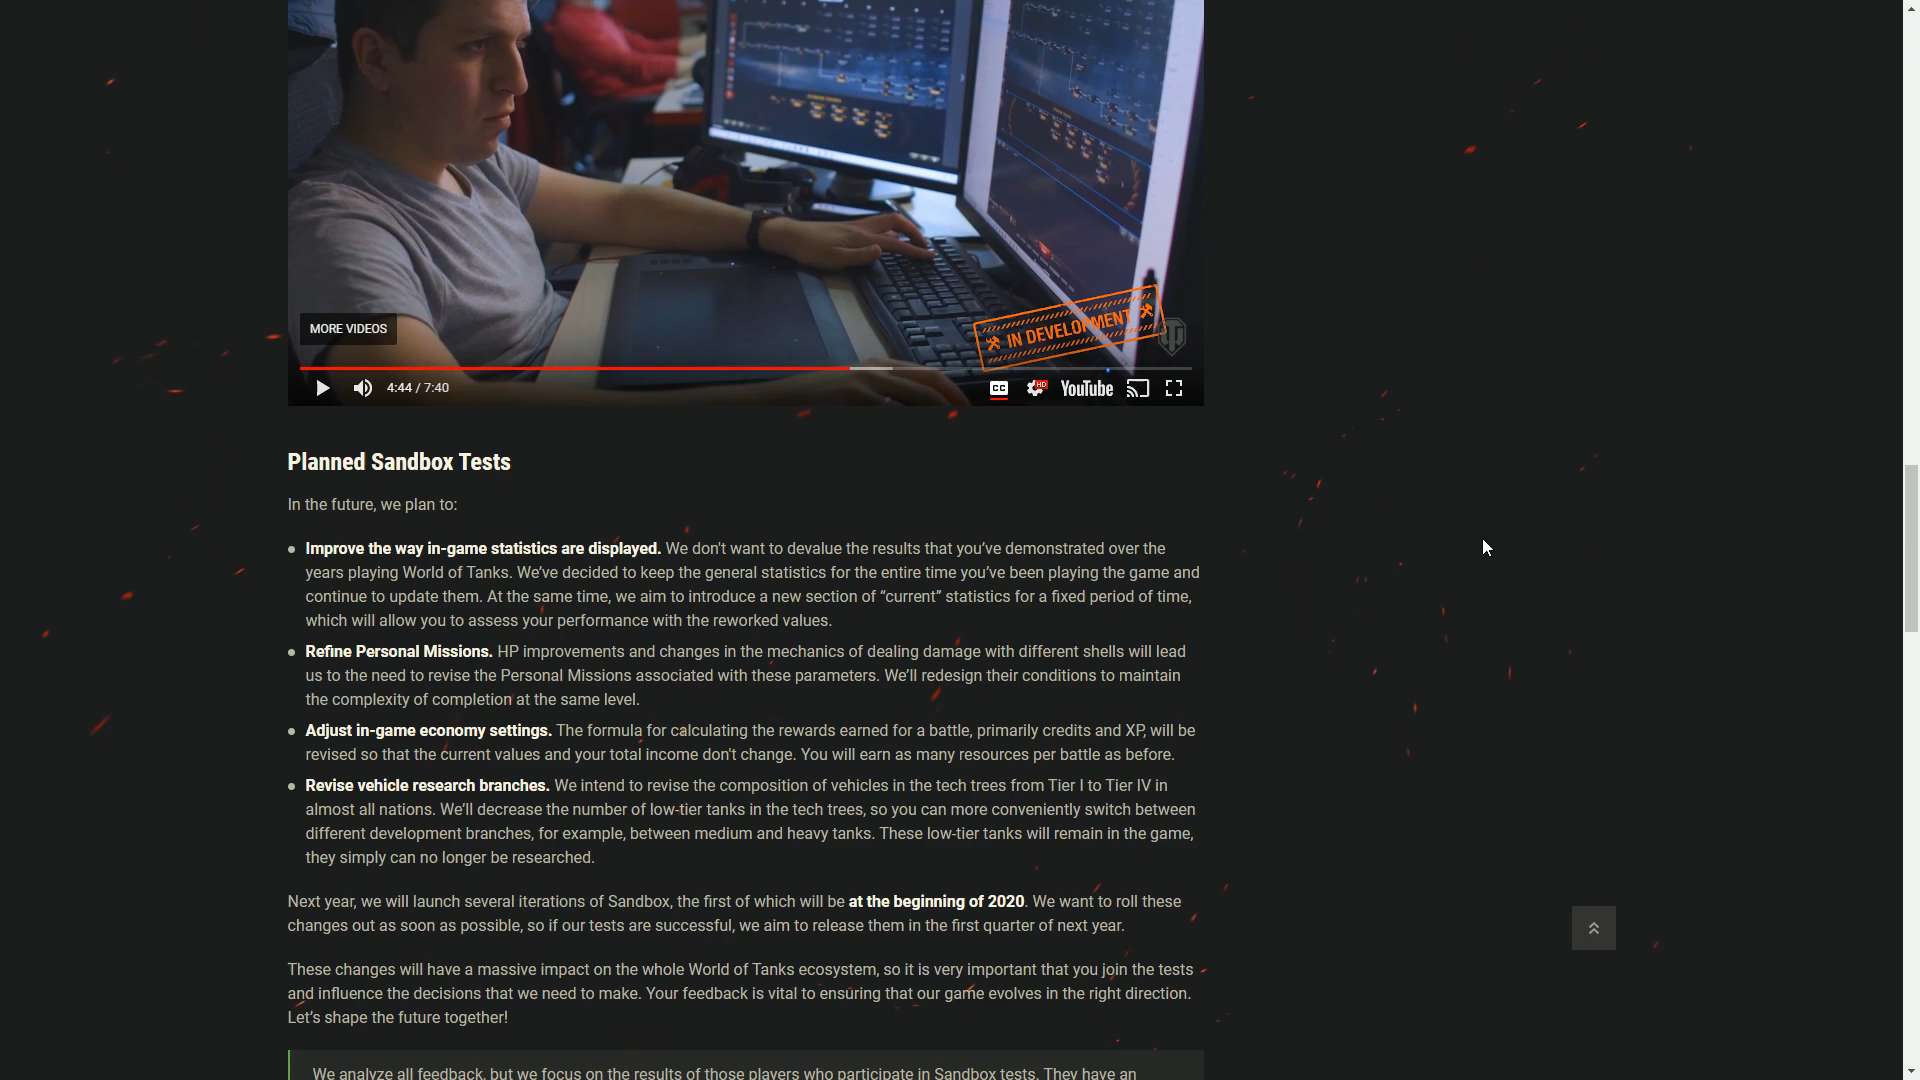 IN DEVELOPMENT
MORE VIDEOS
4:44 / 7:40
CC
HD
YouTube
Planned Sandbox Tests
In the future, we plan to:
Improve the way in-game statistics are displayed. We don't want to devalue the results that you’ve demonstrated over the
years playing World of Tanks. We’ve decided to keep the general statistics for the entire time you’ve been playing the game and
continue to update them. At the same time, we aim to introduce a new section of “current” statistics for a fixed period of time,
which will allow you to assess your performance with the reworked values.
Refine Personal Missions. HP improvements and changes in the mechanics of dealing damage with different shells will lead
us to the need to revise the Personal Missions associated with these parameters. We’ll redesign their conditions to maintain
the complexity of completion at the same level.
Adjust in-game economy settings. The formula for calculating the rewards earned for a battle, primarily credits and XP, will be
revised so that the current values and your total income don't change. You will earn as many resources per battle as before.
Revise vehicle research branches. We intend to revise the composition of vehicles in the tech trees from Tier I to Tier IV in
almost all nations. We’ll decrease the number of low-tier tanks in the tech trees, so you can more conveniently switch between
different development branches, for example, between medium and heavy tanks. These low-tier tanks will remain in the game,
they simply can no longer be researched.
Next year, we will launch several iterations of Sandbox, the first of which will be at the beginning of 2020. We want to roll these
changes out as soon as possible, so if our tests are successful, we aim to release them in the first quarter of next year.
These changes will have a massive impact on the whole World of Tanks ecosystem, so it is very important that you join the tests
and influence the decisions that we need to make. Your feedback is vital to ensuring that our game evolves in the right direction.
Let’s shape the future together!
We analyze all feedback, but we focus on the results of those players who participate in Sandbox tests. They have an